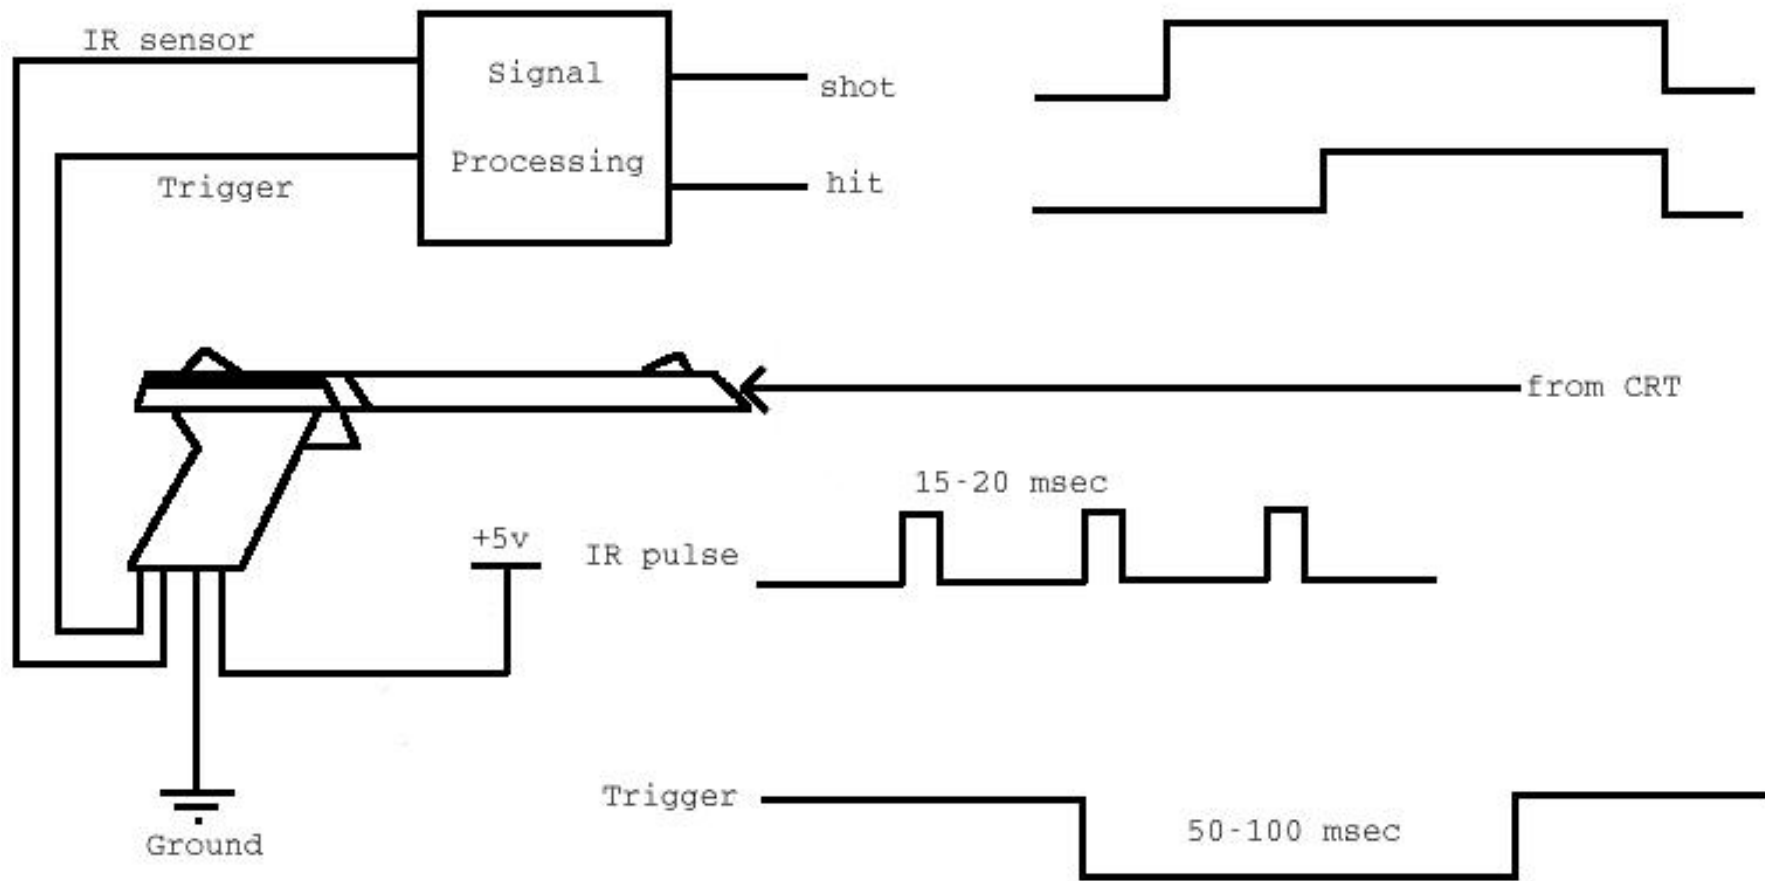 IR sensor
Signal
shot
Processing
Trigger
hit
from CRT
15-20 msec
+5v
IR pulse
Trigger
50-100 msec
Ground